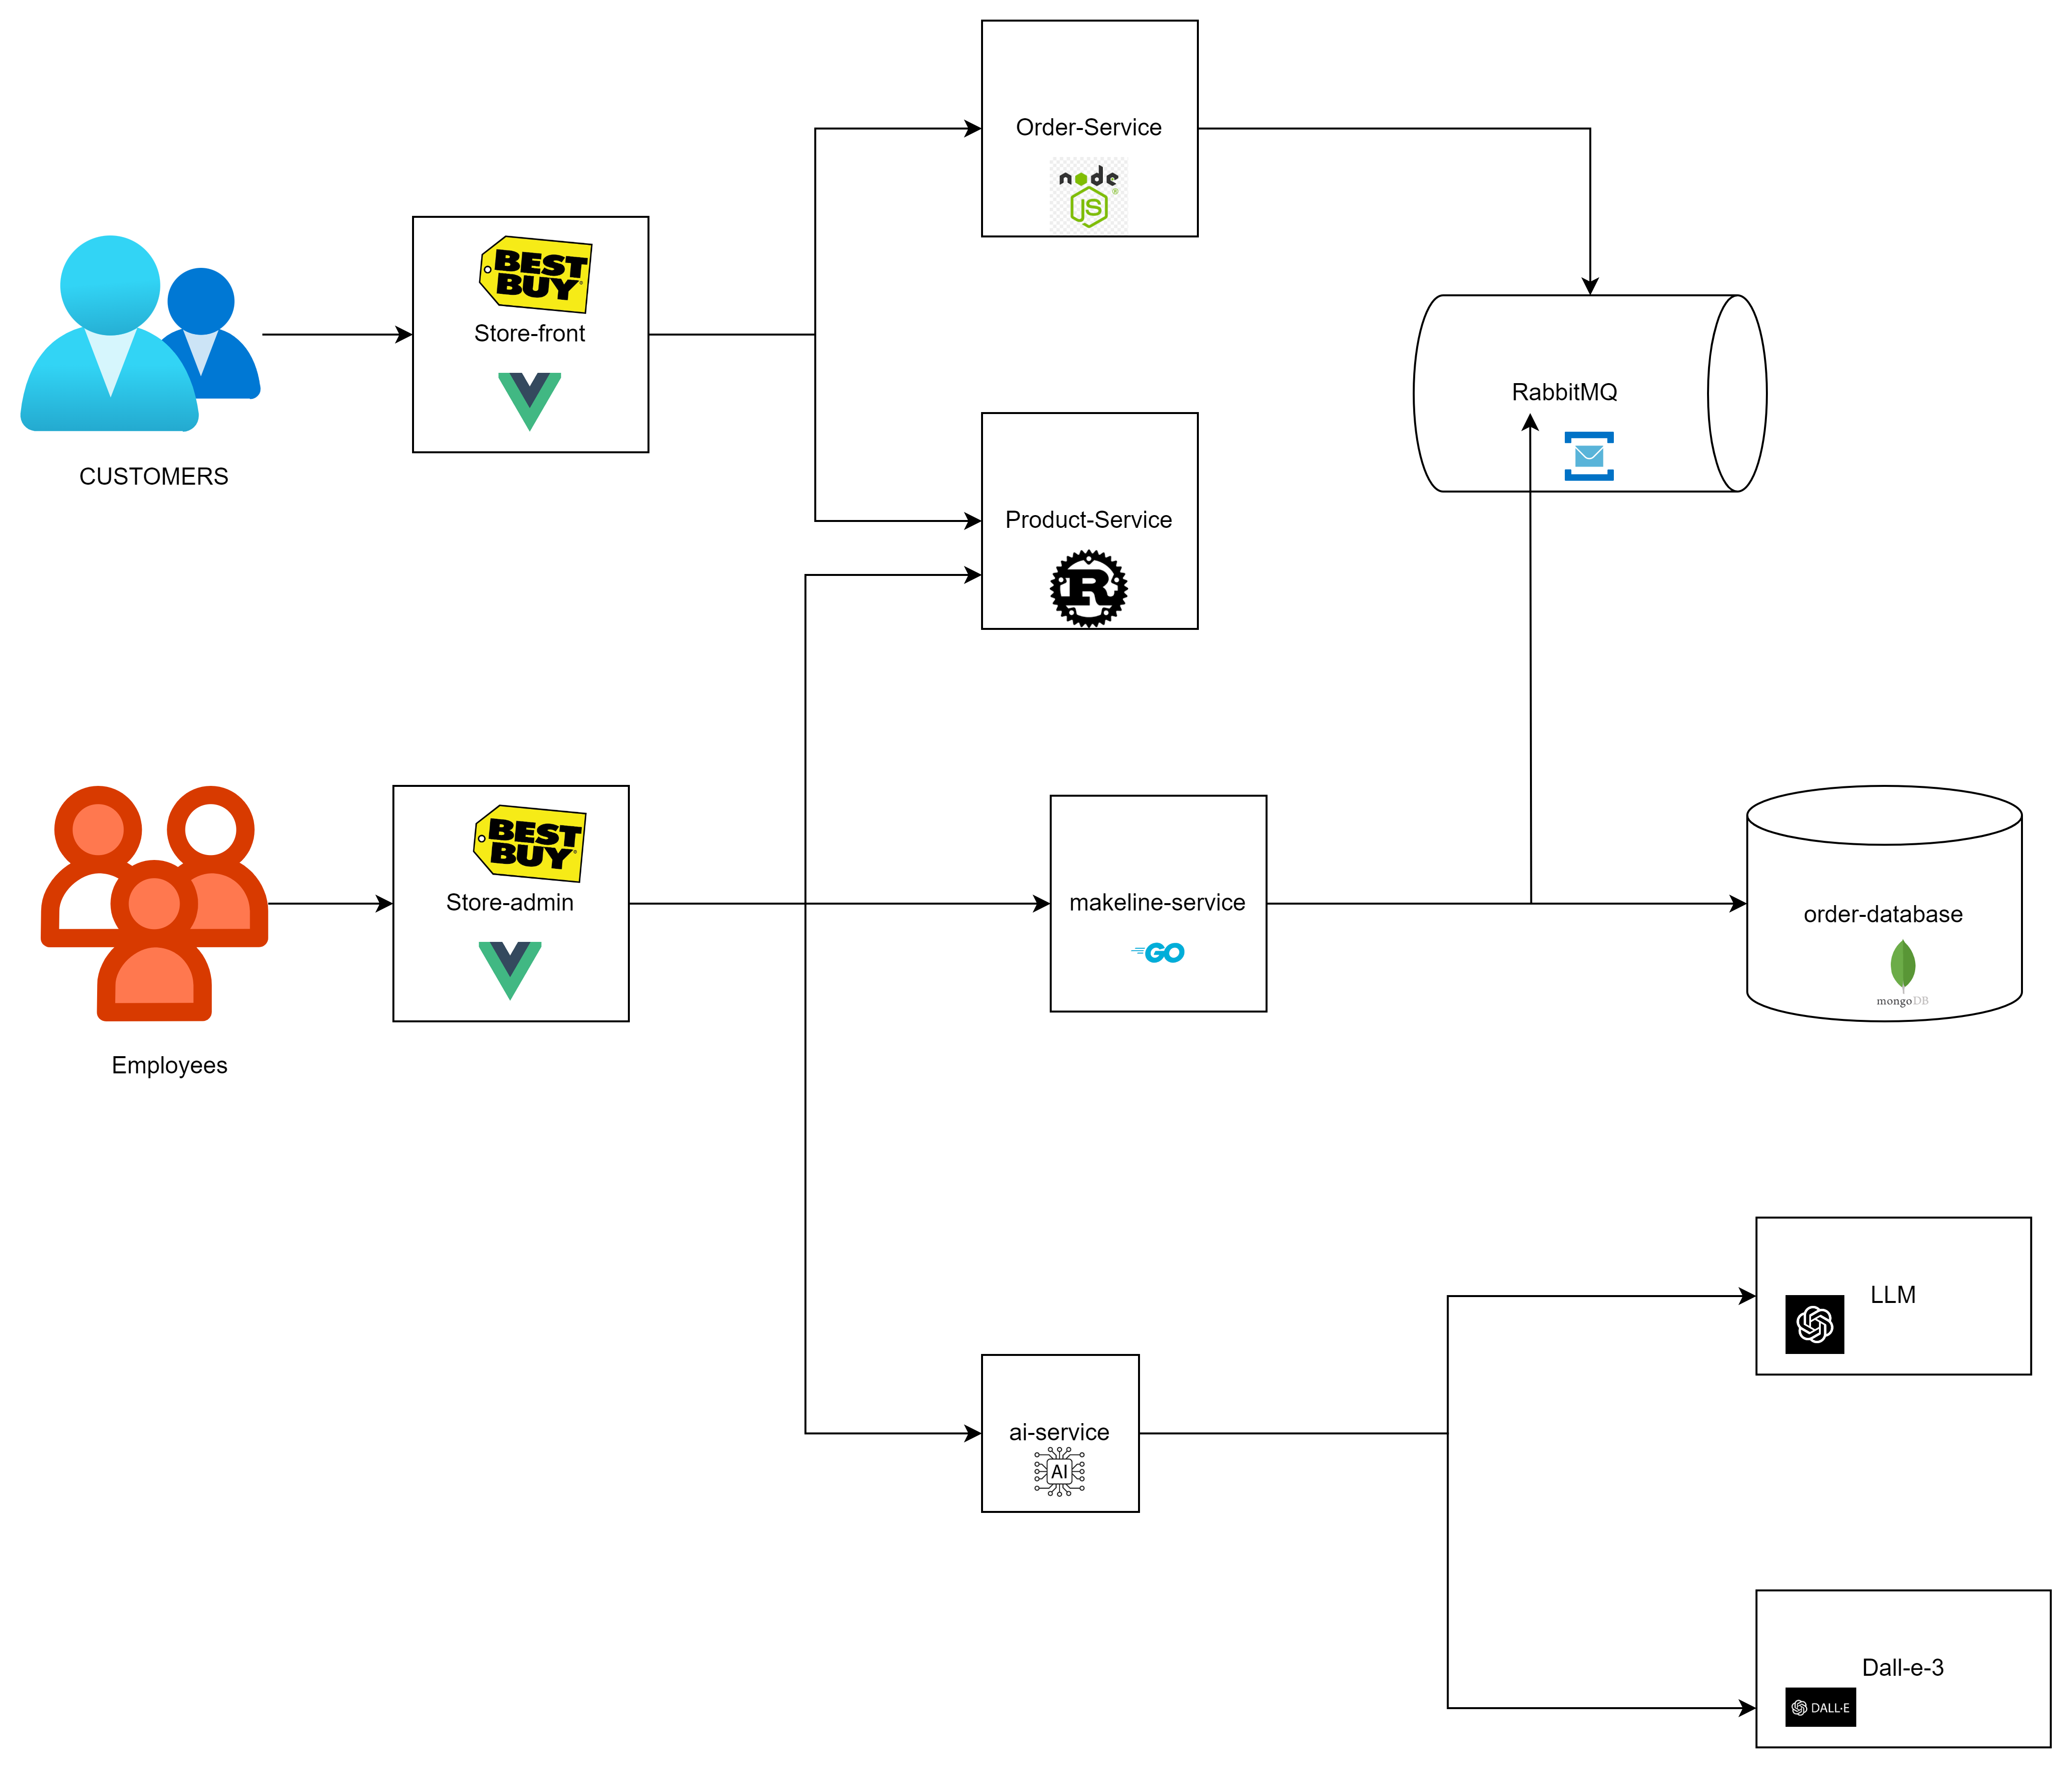 Order-Service
node
JS
®
BEST
BUY
Store-front
CUSTOMERS
RabbitMQ
Product-Service
R
BEST
BUY
Store-admin
makeline-service
GO
order-database
mongoDB
Employees
LLM
ai-service
AI
Dall-e-3
DALL·E